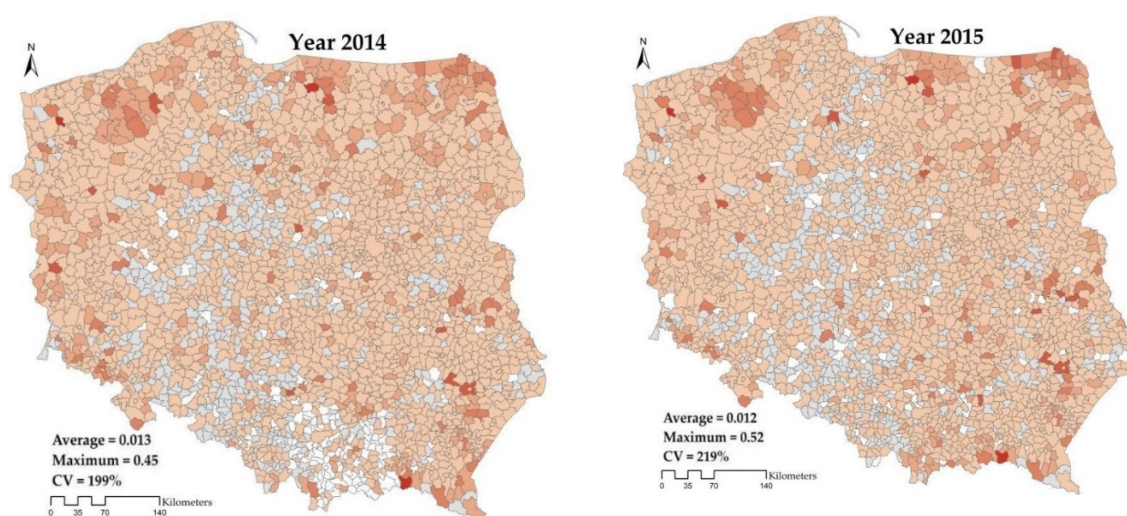 N
Year 2014
Average = 0.013
Maximum = 0.45
CV = 199%
Kilometers
0 35 70 140
N
Year 2015
Average = 0.012
Maximum = 0.52
CV = 219%
Kilometers
0 35 70 140